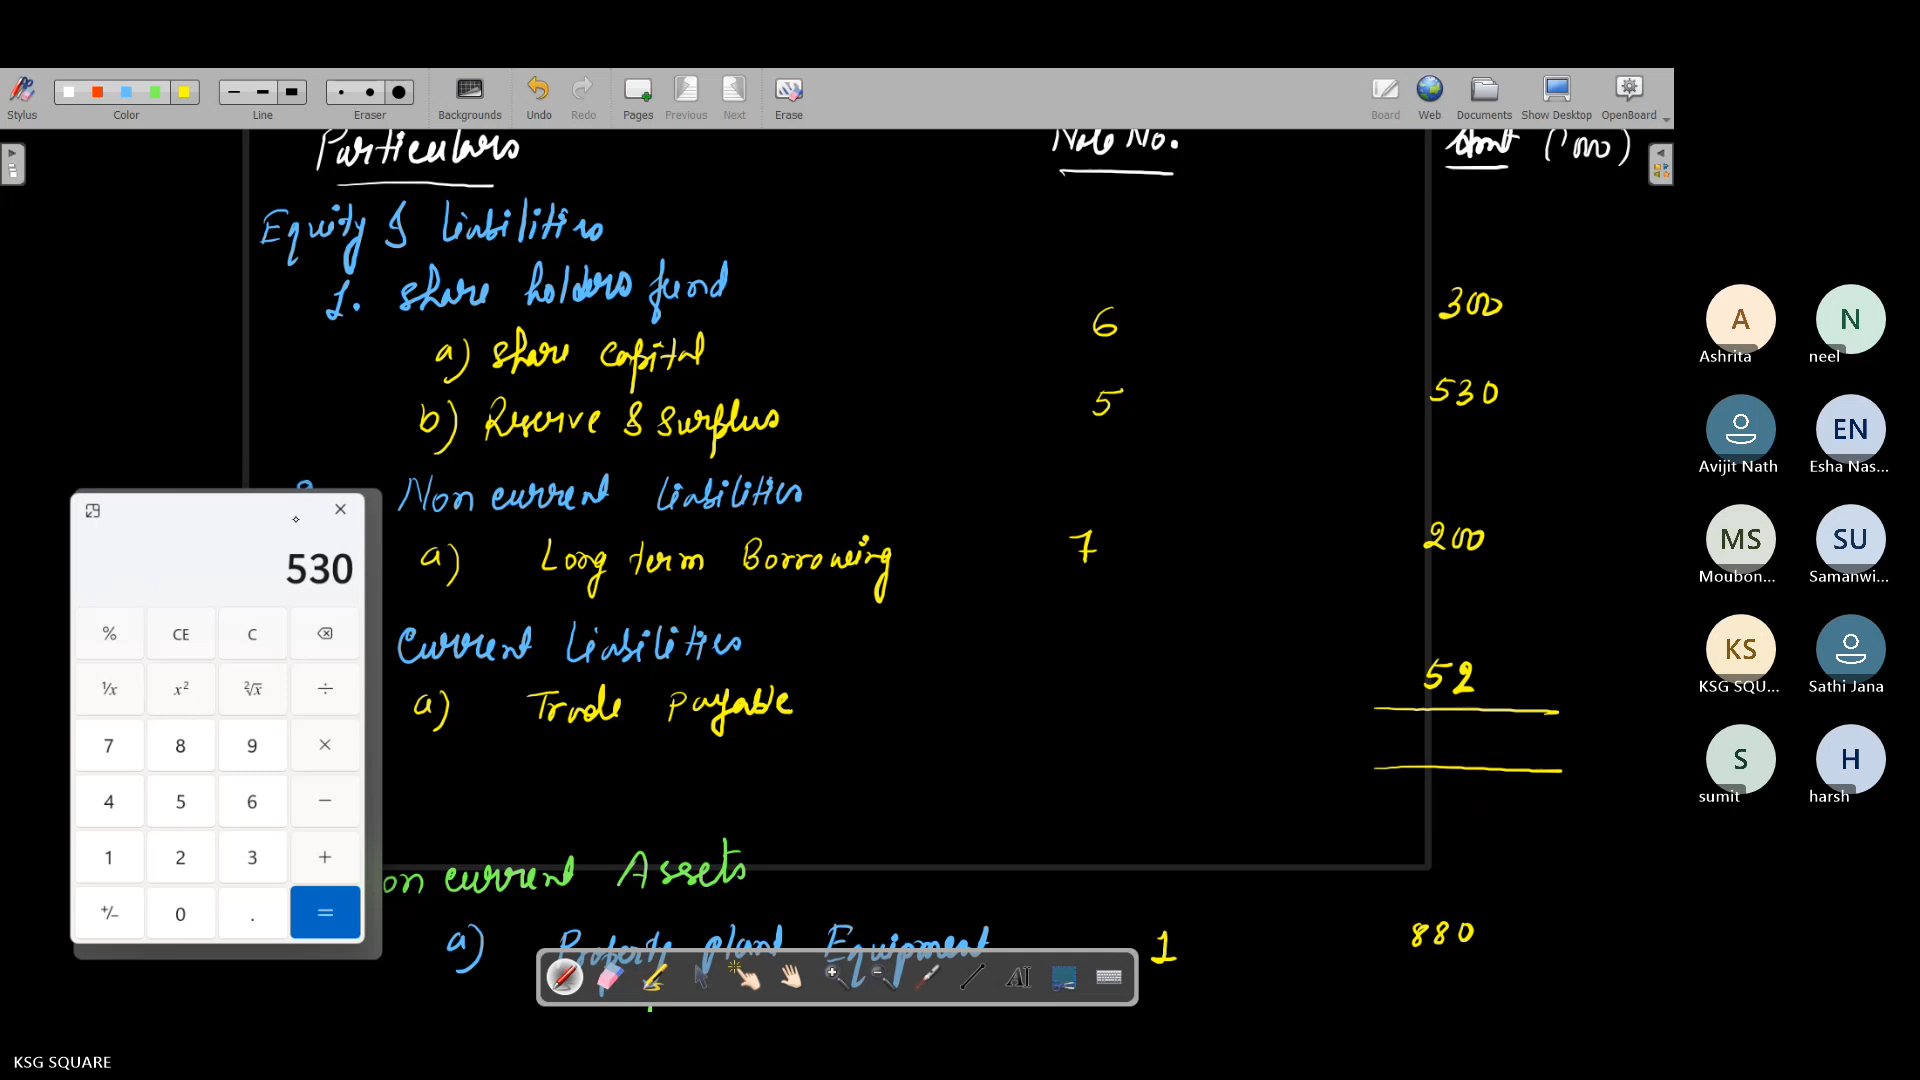 Stylus
Color
Line
Eraser
Backgrounds
Undo
Redo
Pages
Previous
Next
Erase
Board
Web
Documents
Show Desktop
OpenBoard
Particulars Note No. Amt ('000)
Equity & Liabilities
1. Share holders fund
a) Share Capital 6 300
b) Reserve & Surplus 5 530
Non current Liabilities
a) Long term Borrowing 7 200
Current Liabilities
a) Trade Payable 52
on current Assets
a) Property plant Equipment 1 880
530
% CE C
1/x x² ²√x ÷
7 8 9 ×
4 5 6 −
1 2 3 +
+/− 0 . =
A N
Ashrita neel
EN
Avijit Nath Esha Nas...
MS SU
Moubon... Samanwi...
KS
KSG SQU... Sathi Jana
S H
sumit harsh
AI
KSG SQUARE